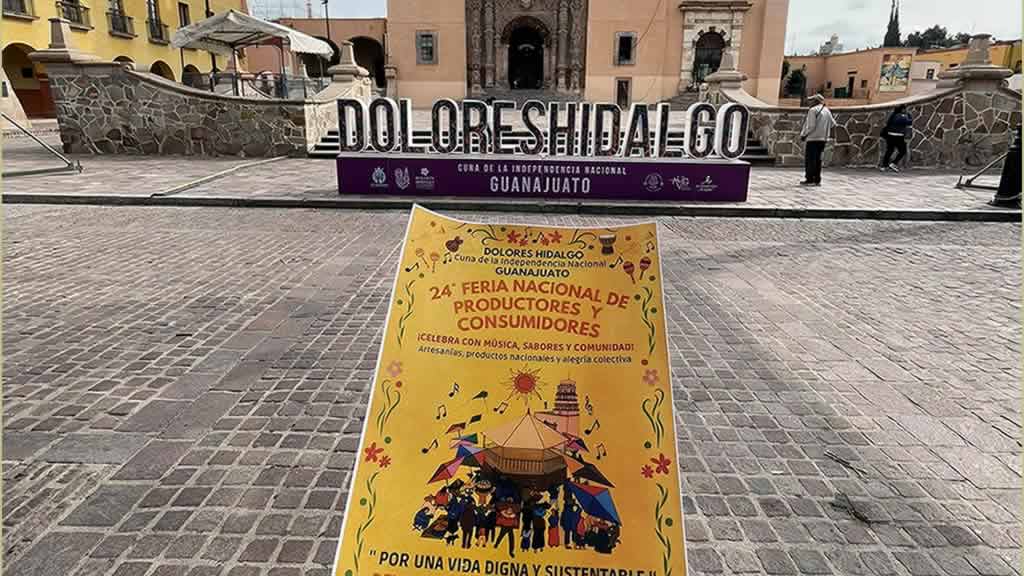 DOLORESHIDALGO
CUNA DE LA INDEPENDENCIA NACIONAL
GUANAJUATO
DOLORES HIDALGO
Cuna de la Independencia Nacional
GUANAJUATO
24° FERIA NACIONAL DE
PRODUCTORES Y
CONSUMIDORES
¡CELEBRA CON MÚSICA, SABORES Y COMUNIDAD!
Artesanías, productos nacionales y alegría colectiva
"POR UNA VIDA DIGNA Y SUSTENTABLE"